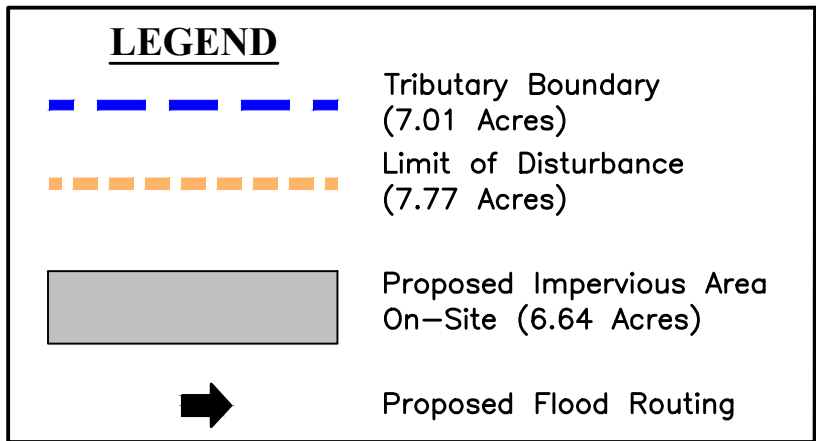 LEGEND
Tributary Boundary
(7.01 Acres)
Limit of Disturbance
(7.77 Acres)
Proposed Impervious Area
On-Site (6.64 Acres)
Proposed Flood Routing